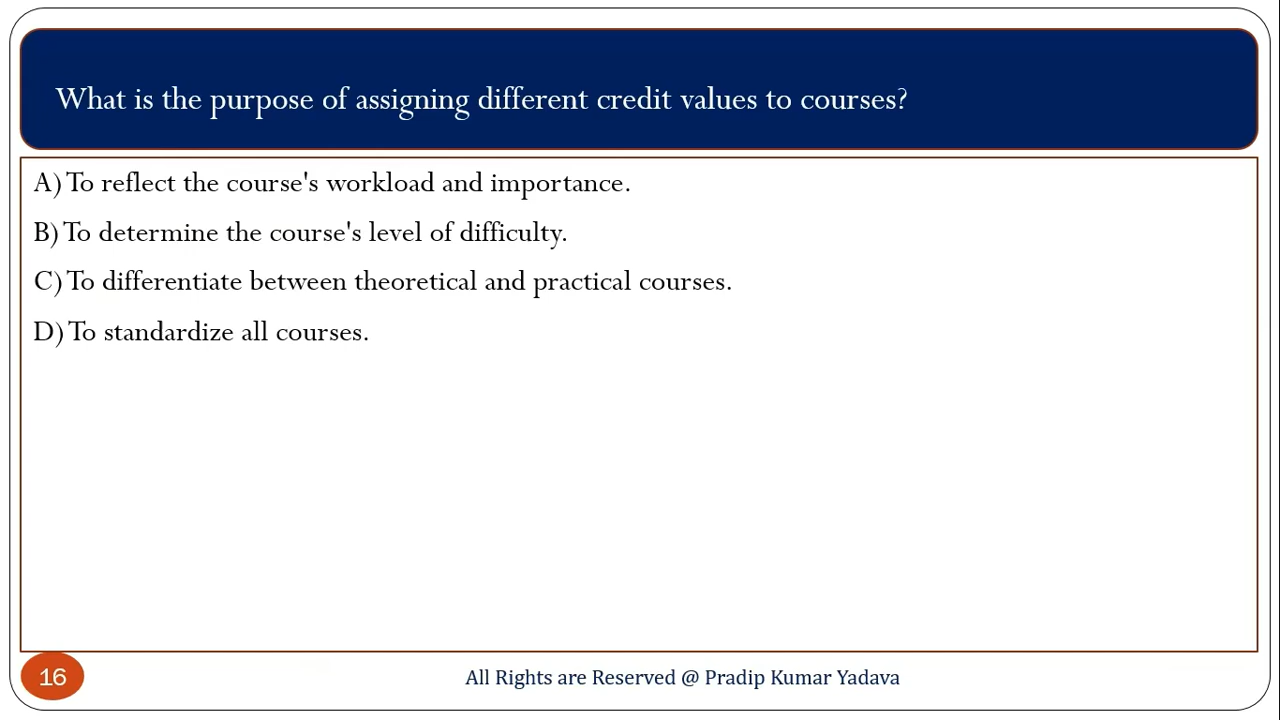 What is the purpose of assigning different credit values to courses?
A) To reflect the course's workload and importance.
B) To determine the course's level of difficulty.
C) To differentiate between theoretical and practical courses.
D) To standardize all courses.
16
All Rights are Reserved @ Pradip Kumar Yadava